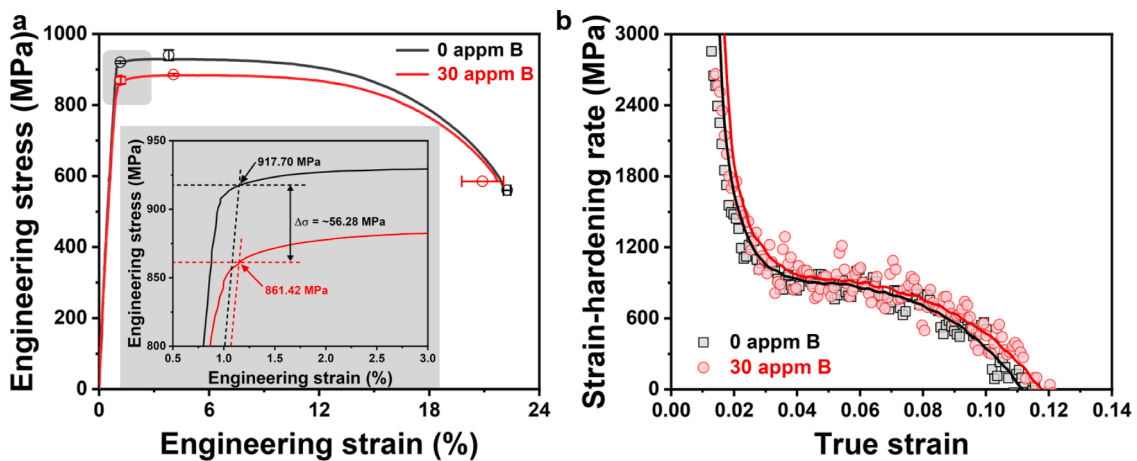 a
Engineering stress (MPa)
1000
800
600
400
200
0
0
6
12
18
24
Engineering strain (%)
0 appm B
30 appm B
Engineering stress (MPa)
950
900
850
800
0.5
1.0
1.5
2.0
2.5
3.0
Engineering strain (%)
917.70 MPa
Δσ = ~56.28 MPa
861.42 MPa
b
Strain-hardening rate (MPa)
3000
2400
1800
1200
600
0
0.00
0.02
0.04
0.06
0.08
0.10
0.12
0.14
True strain
0 appm B
30 appm B